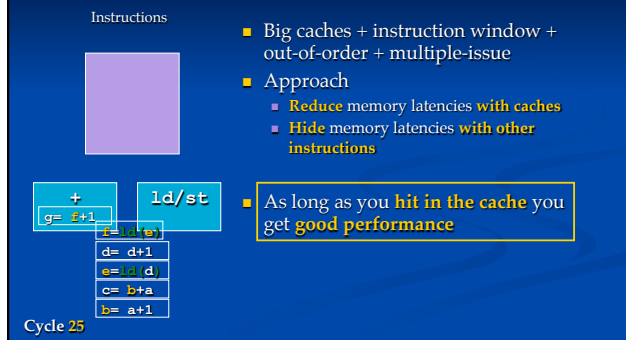 Instructions
+
ld/st
g= f+1
f=ld(e)
d= d+1
e=ld(d)
c= b+a
b= a+1
Cycle 25
Big caches + instruction window +
out-of-order + multiple-issue
Approach
Reduce memory latencies with caches
Hide memory latencies with other
instructions
As long as you hit in the cache you
get good performance